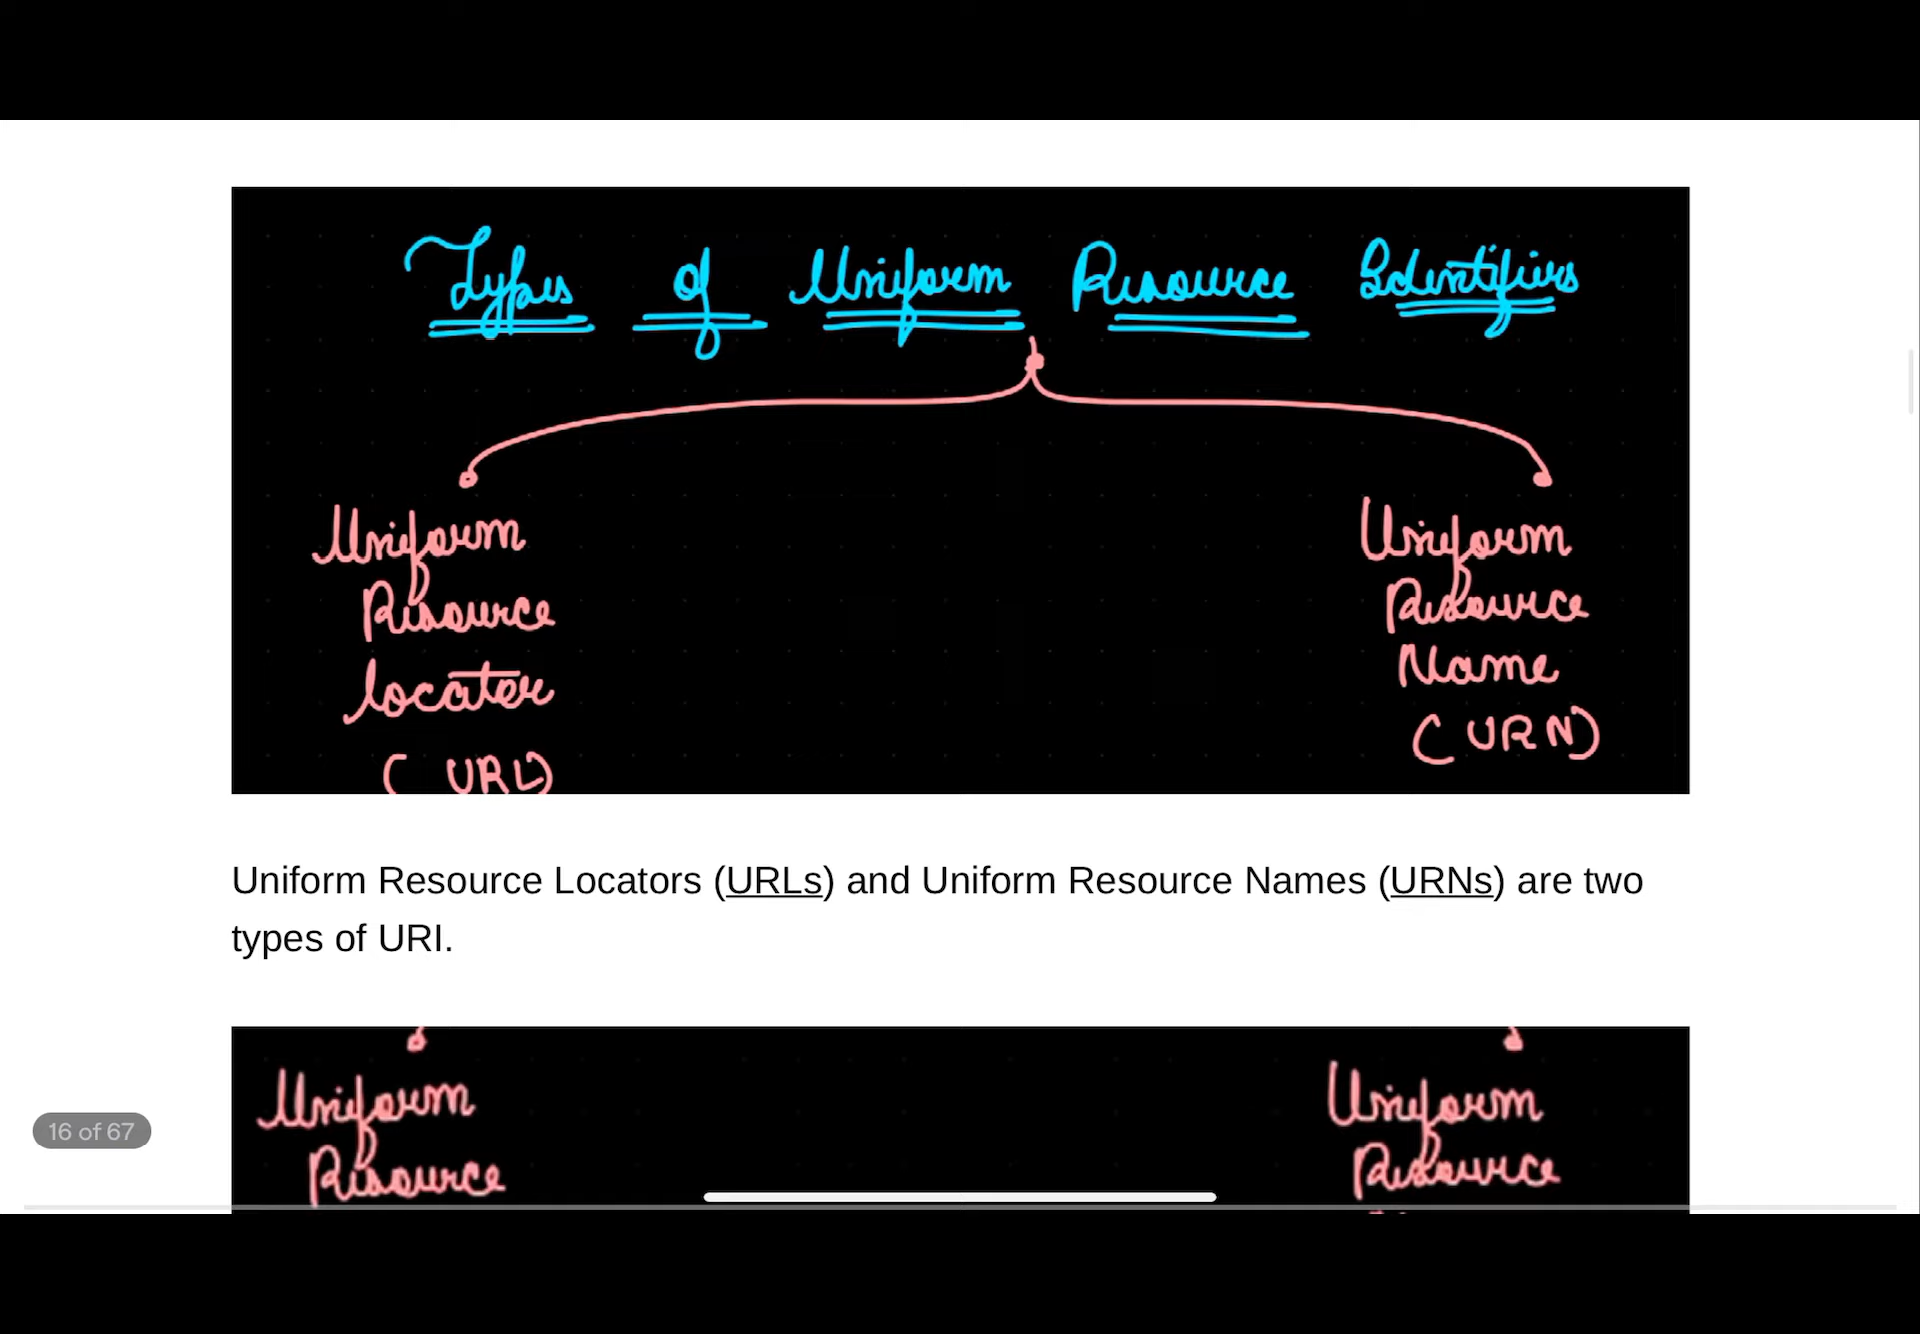 Types of Uniform Resource Identifiers
Uniform
Resource
locator
(URL)
Uniform
Resource
Name
(URN)
Uniform Resource Locators (URLs) and Uniform Resource Names (URNs) are two
types of URI.
Uniform
Resource
Uniform
Resource
16 of 67